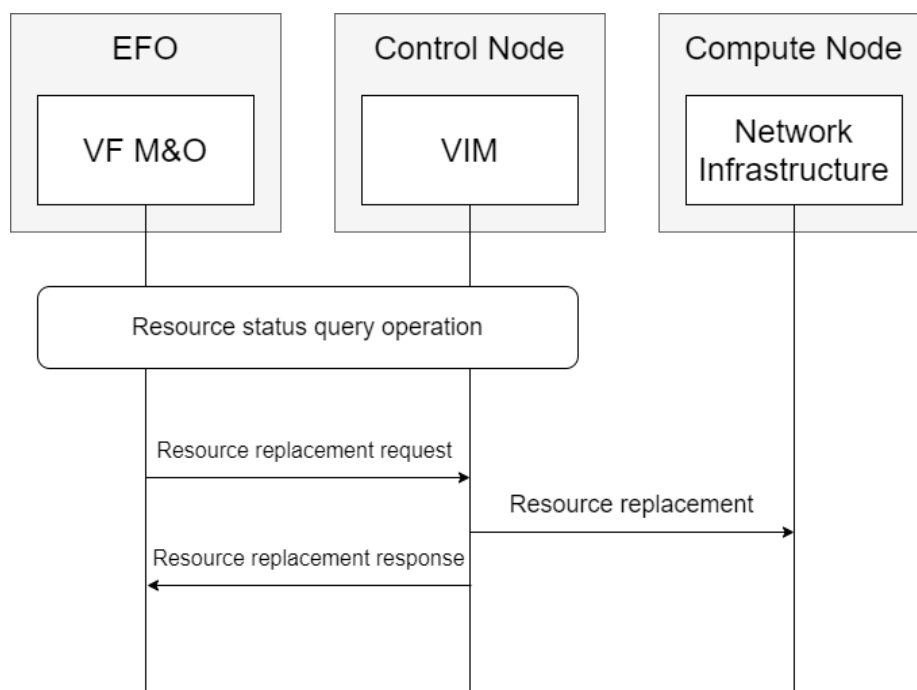 EFO
Control Node
Compute Node
VF M&O
VIM
Network
Infrastructure
Resource status query operation
Resource replacement request
Resource replacement
Resource replacement response